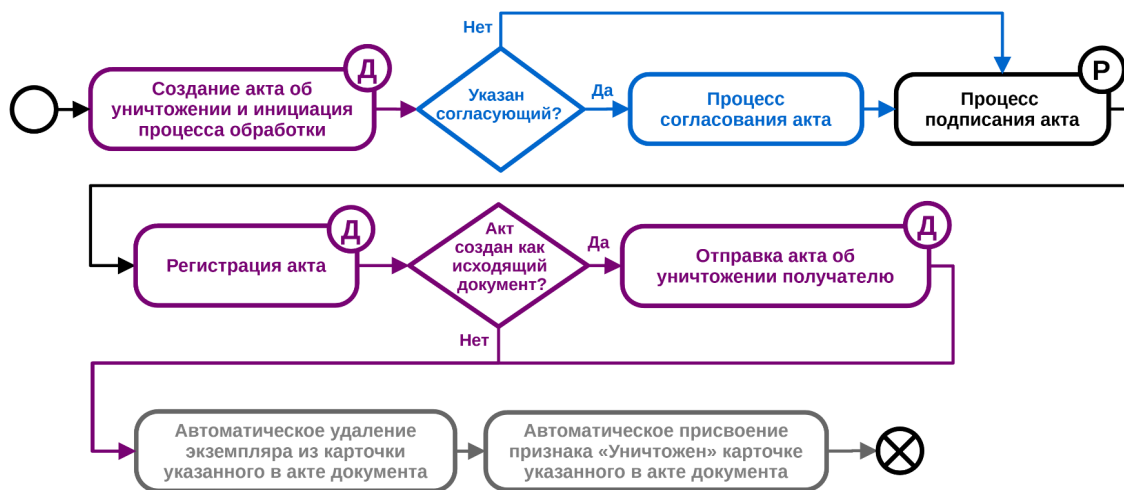 Нет
Д
Р
Создание акта об
уничтожении и инициация
процесса обработки
Указан
согласующий?
Да
Процесс
согласования акта
Процесс
подписания акта
Д
Д
Регистрация акта
Акт
создан как
исходящий
документ?
Да
Отправка акта об
уничтожении получателю
Нет
Автоматическое удаление
экземпляра из карточки
указанного в акте документа
Автоматическое присвоение
признака «Уничтожен» карточке
указанного в акте документа